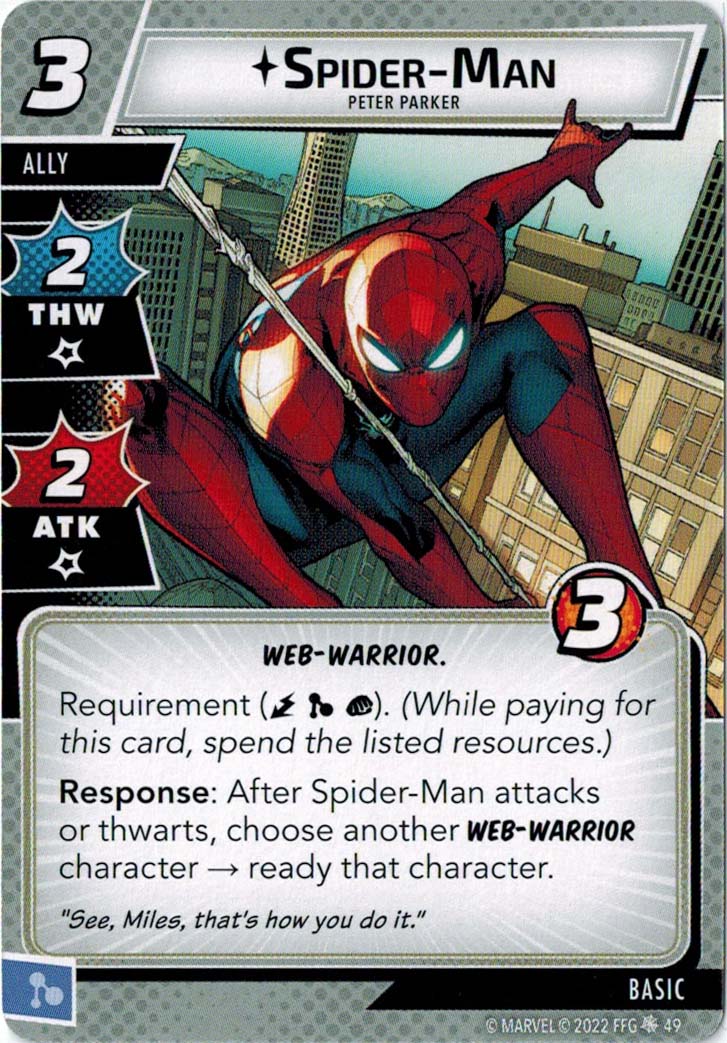 3
SPIDER-MAN
PETER PARKER
ALLY
2
THW
2
ATK
3
WEB-WARRIOR.
Requirement ( ). (While paying for
this card, spend the listed resources.)
Response: After Spider-Man attacks
or thwarts, choose another WEB-WARRIOR
character → ready that character.
"See, Miles, that's how you do it."
BASIC
© MARVEL © 2022 FFG 49